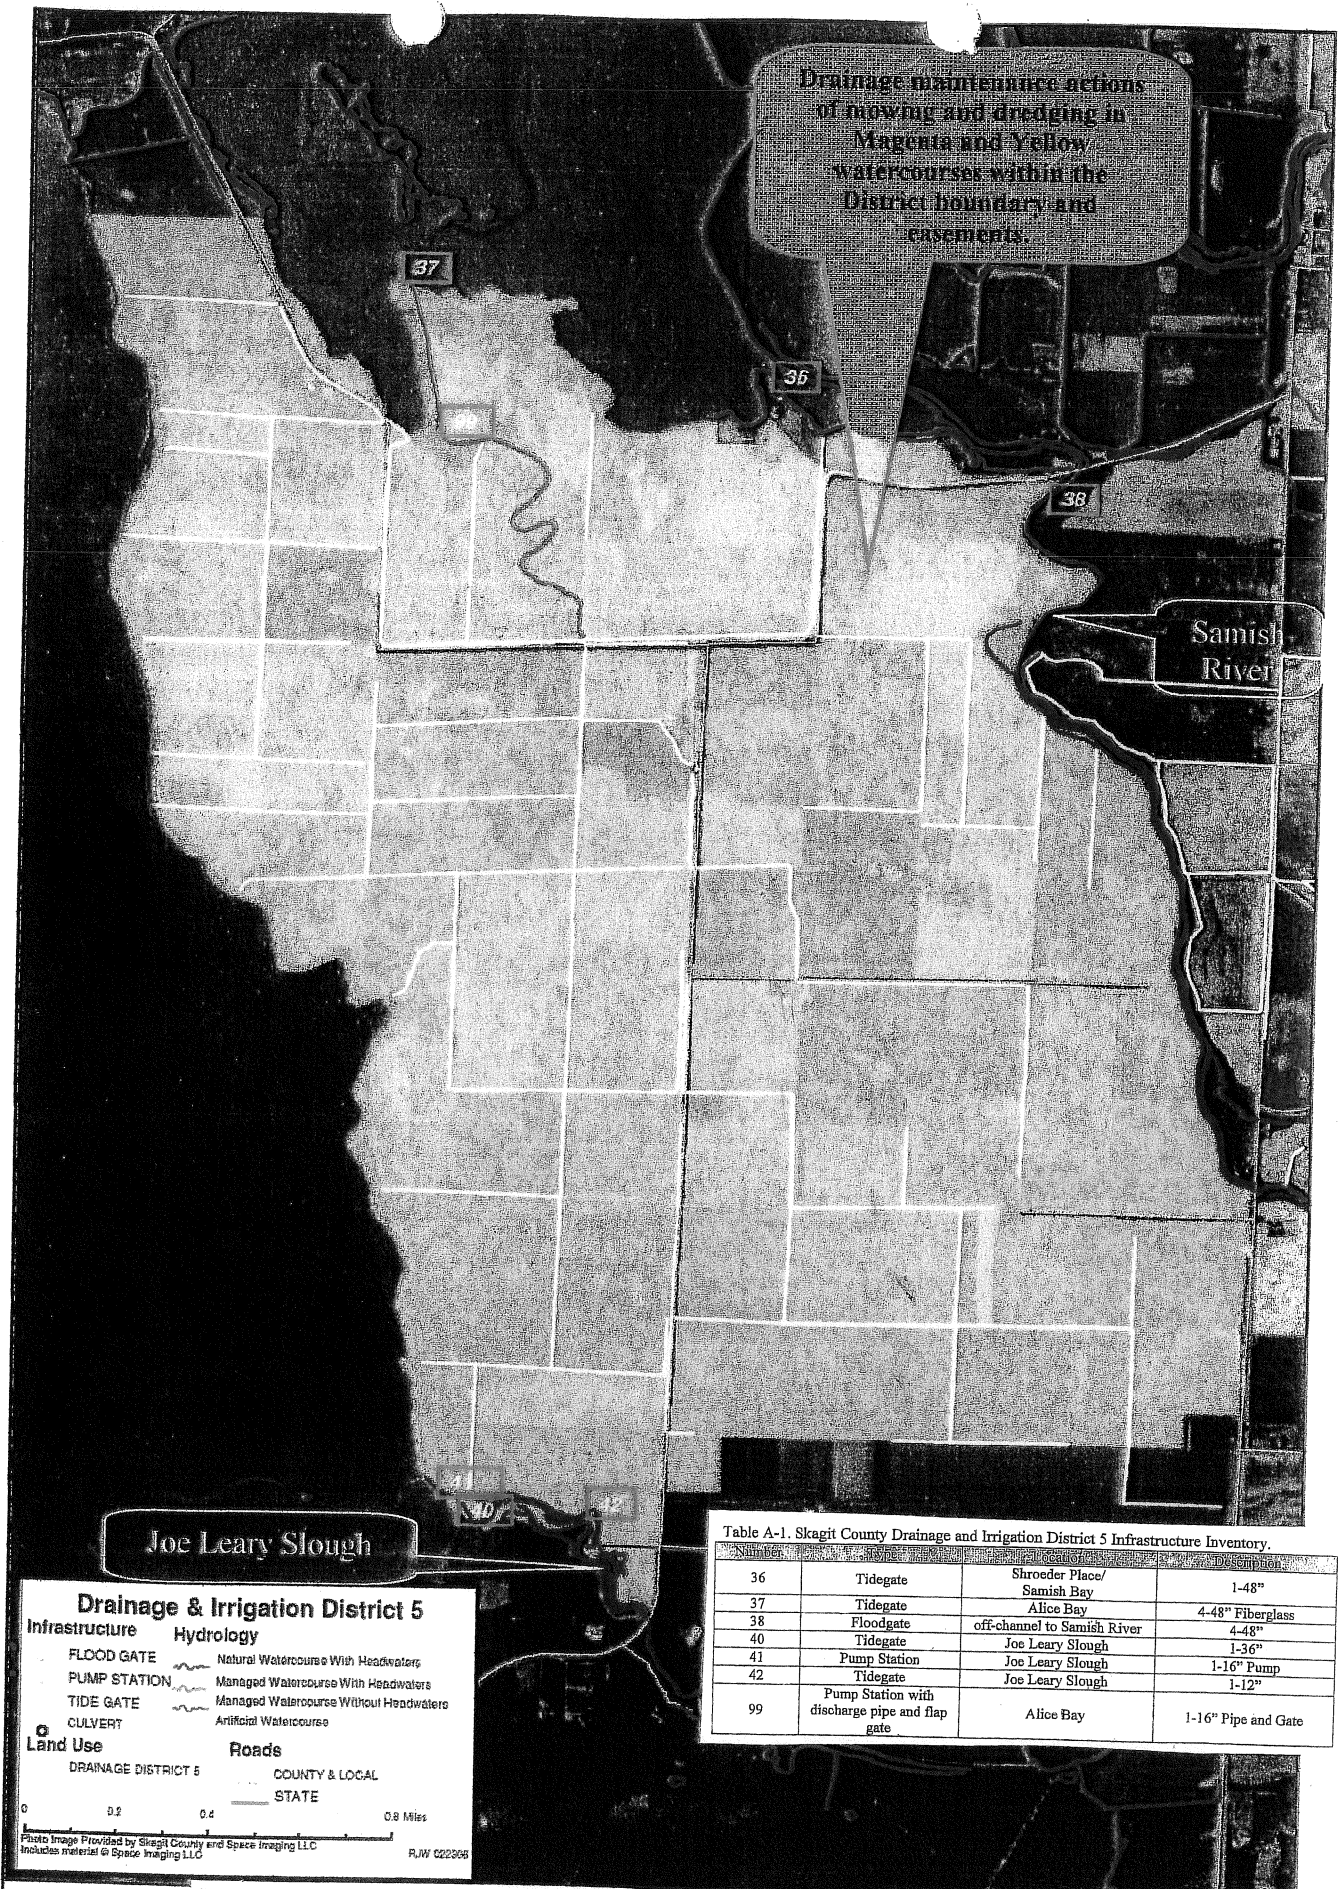 Drainage maintenance actions
of mowing and dredging in
Magenta and Yellow
watercourses within the
District boundary and
easements.
37
36
38
Samish
River
41
40
42
Joe Leary Slough
Table A-1. Skagit County Drainage and Irrigation District 5 Infrastructure Inventory.
Number Type Location Description
36 Tidegate Shroeder Place/ Samish Bay 1-48”
37 Tidegate Alice Bay 4-48” Fiberglass
38 Floodgate off-channel to Samish River 4-48”
40 Tidegate Joe Leary Slough 1-36”
41 Pump Station Joe Leary Slough 1-16” Pump
42 Tidegate Joe Leary Slough 1-12”
99 Pump Station with discharge pipe and flap gate Alice Bay 1-16” Pipe and Gate
Drainage & Irrigation District 5
Infrastructure Hydrology
FLOOD GATE Natural Watercourse With Headwaters
PUMP STATION Managed Watercourse With Headwaters
TIDE GATE Managed Watercourse Without Headwaters
CULVERT Artificial Watercourse
Land Use Roads
DRAINAGE DISTRICT 5 COUNTY & LOCAL
STATE
0 0.2 0.4 0.8 Miles
Photo Image Provided by Skagit County and Space Imaging LLC
Includes material © Space Imaging LLC RJW 022306